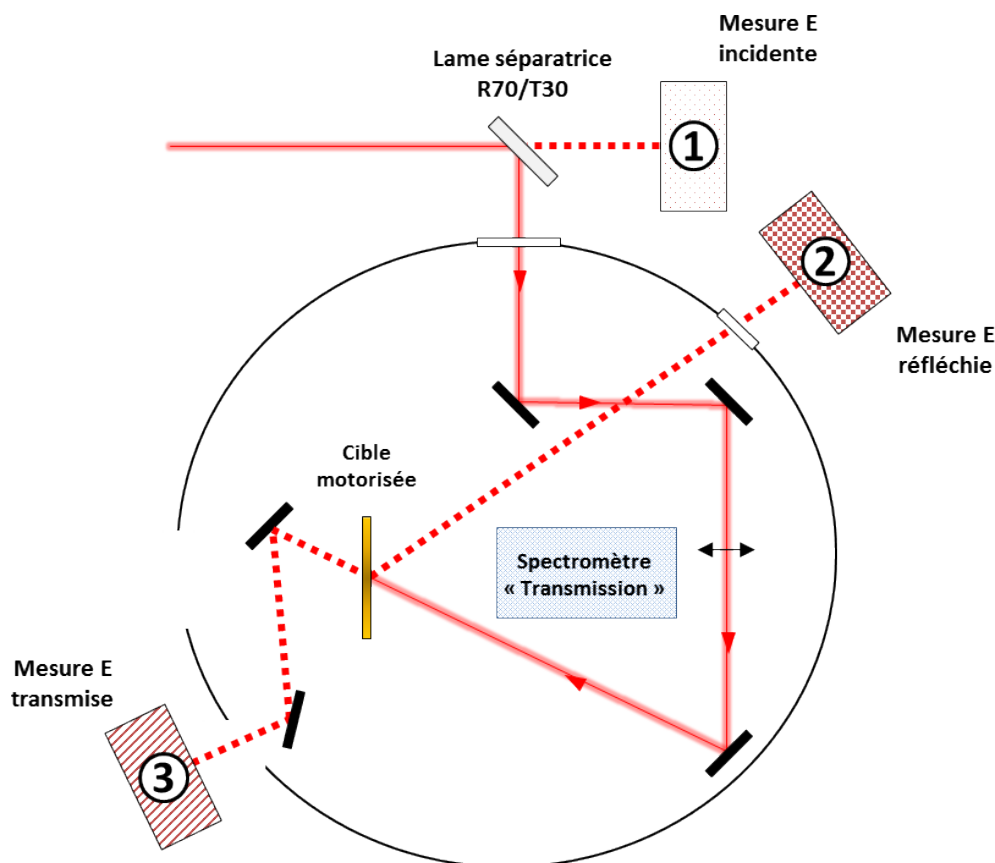 Mesure E
incidente
Lame séparatrice
R70/T30
1
2
Mesure E
réfléchie
Cible
motorisée
Spectromètre
« Transmission »
Mesure E
transmise
3